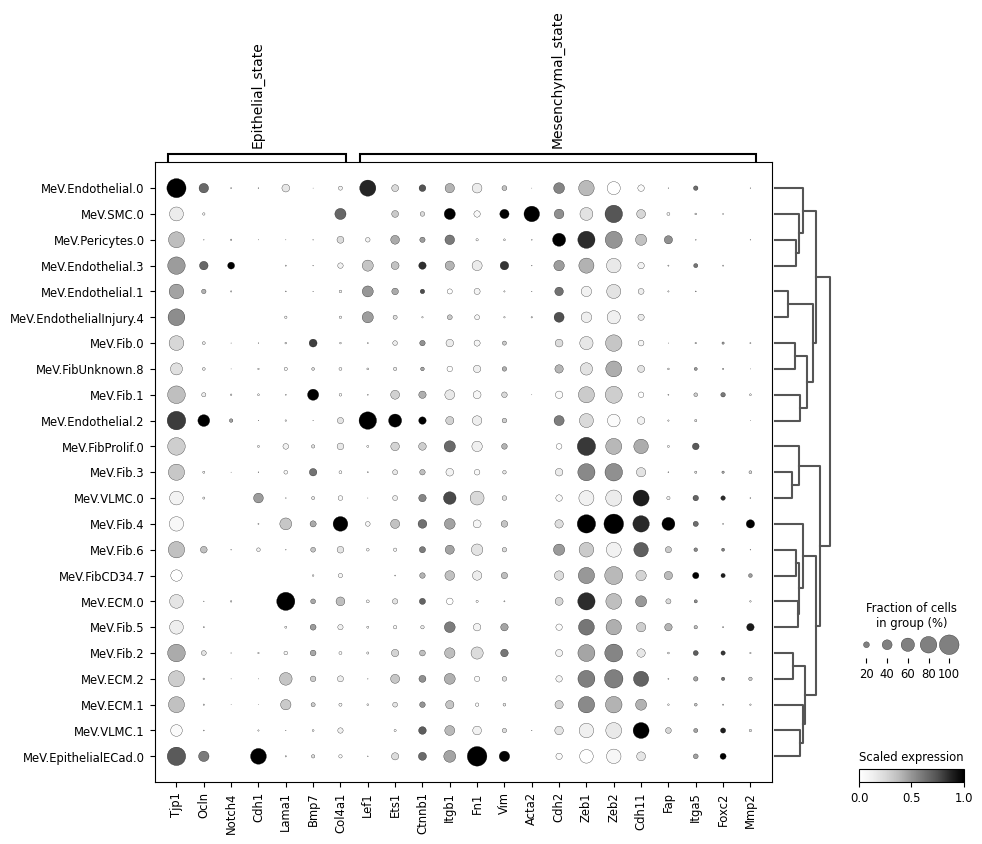 Epithelial_state
Mesenchymal_state
MeV.Endothelial.0
MeV.SMC.0
MeV.Pericytes.0
MeV.Endothelial.3
MeV.Endothelial.1
MeV.EndothelialInjury.4
MeV.Fib.0
MeV.FibUnknown.8
MeV.Fib.1
MeV.Endothelial.2
MeV.FibProlif.0
MeV.Fib.3
MeV.VLMC.0
MeV.Fib.4
MeV.Fib.6
MeV.FibCD34.7
MeV.ECM.0
MeV.Fib.5
MeV.Fib.2
MeV.ECM.2
MeV.ECM.1
MeV.VLMC.1
MeV.EpithelialECad.0
Tjp1
Ocln
Notch4
Cdh1
Lama1
Bmp7
Col4a1
Lef1
Ets1
Ctnnb1
Itgb1
Fn1
Vim
Acta2
Cdh2
Zeb1
Zeb2
Cdh11
Fap
Itga5
Foxc2
Mmp2
Fraction of cells
in group (%)
20 40 60 80 100
Scaled expression
0.0 0.5 1.0